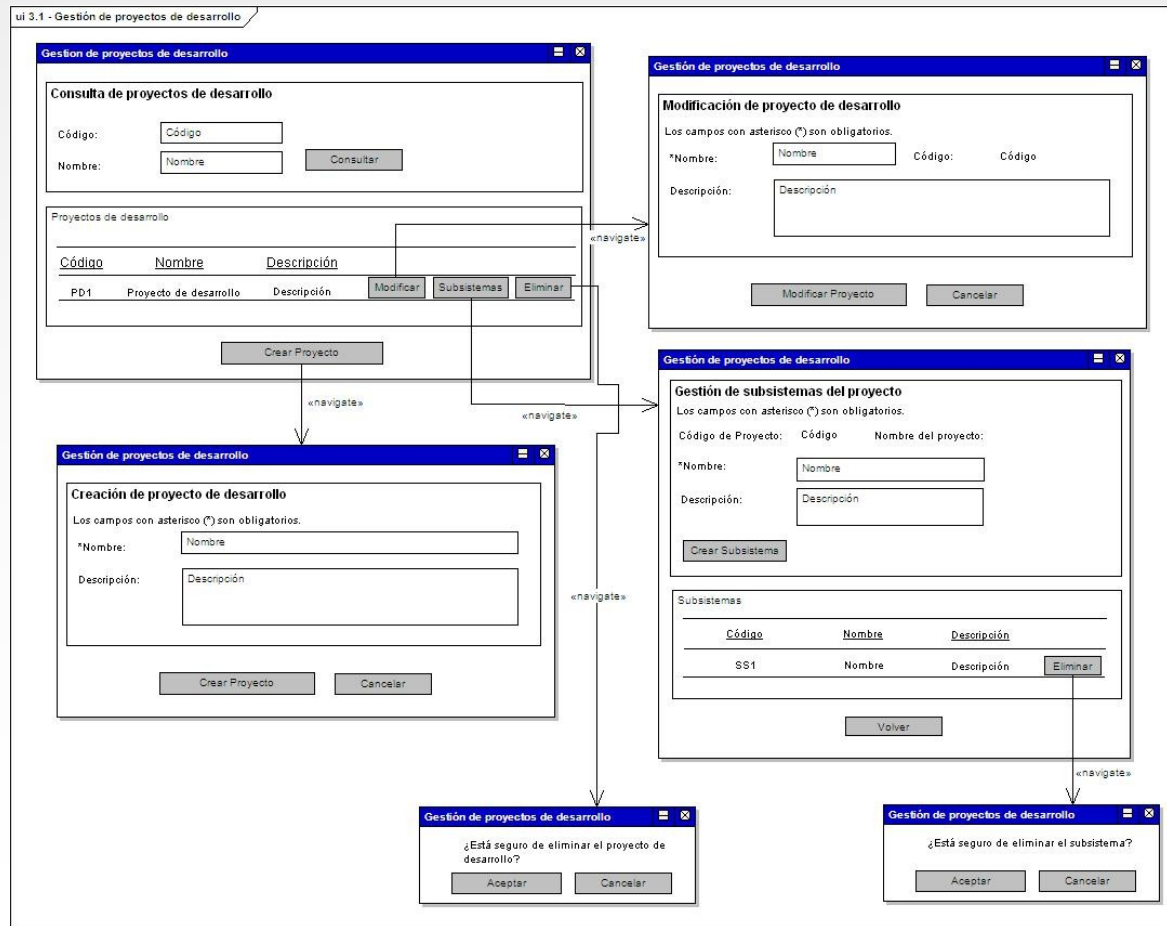 ui 3.1 - Gestión de proyectos de desarrollo
Gestion de proyectos de desarrollo
Consulta de proyectos de desarrollo
Código:
Código
Nombre:
Nombre
Consultar
Proyectos de desarrollo
Código Nombre Descripción
PD1 Proyecto de desarrollo Descripción Modificar Subsistemas Eliminar
Crear Proyecto
«navigate»
Gestión de proyectos de desarrollo
Modificación de proyecto de desarrollo
Los campos con asterisco (*) son obligatorios.
*Nombre: Nombre Código: Código
Descripción: Descripción
Modificar Proyecto Cancelar
«navigate»
«navigate»
Gestión de proyectos de desarrollo
Gestión de subsistemas del proyecto
Los campos con asterisco (*) son obligatorios.
Código de Proyecto: Código Nombre del proyecto:
*Nombre: Nombre
Descripción: Descripción
Crear Subsistema
Subsistemas
Código Nombre Descripción
SS1 Nombre Descripción Eliminar
Volver
«navigate»
Gestión de proyectos de desarrollo
Creación de proyecto de desarrollo
Los campos con asterisco (*) son obligatorios.
*Nombre: Nombre
Descripción: Descripción
Crear Proyecto Cancelar
«navigate»
Gestión de proyectos de desarrollo
¿Está seguro de eliminar el proyecto de
desarrollo?
Aceptar Cancelar
Gestión de proyectos de desarrollo
¿Está seguro de eliminar el subsistema?
Aceptar Cancelar